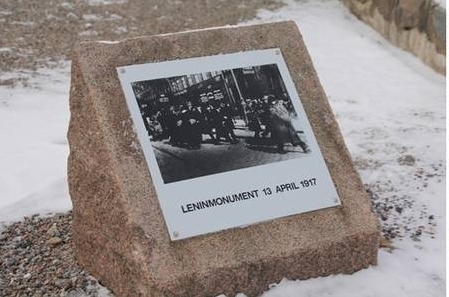 LENINMONUMENT 13 APRIL 1917